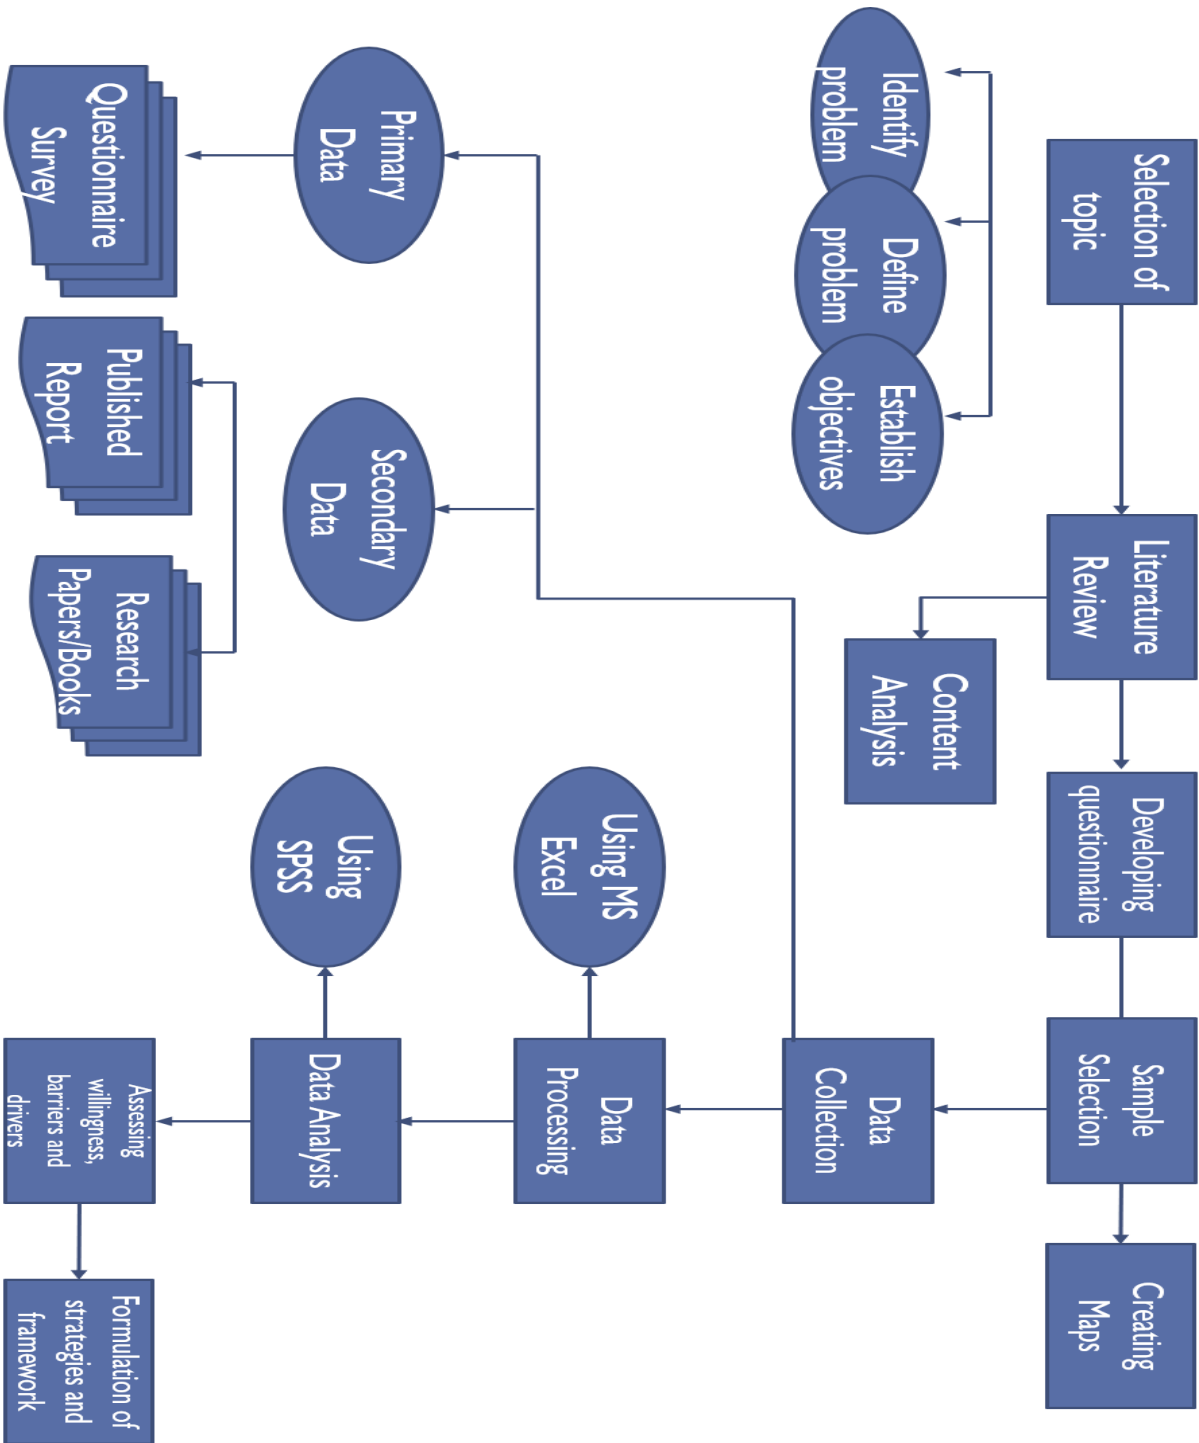 Selection of
topic
Literature
Review
Developing
questionnaire
Sample
Selection
Creating
Maps
Identify
problem
Define
problem
Establish
objectives
Content
Analysis
Data
Collection
Primary
Data
Secondary
Data
Using MS
Excel
Data
Processing
Using
SPSS
Data Analysis
Questionnaire
Survey
Published
Report
Research
Papers/Books
Assessing
willingness,
barriers and
drivers
Formulation of
strategies and
framework